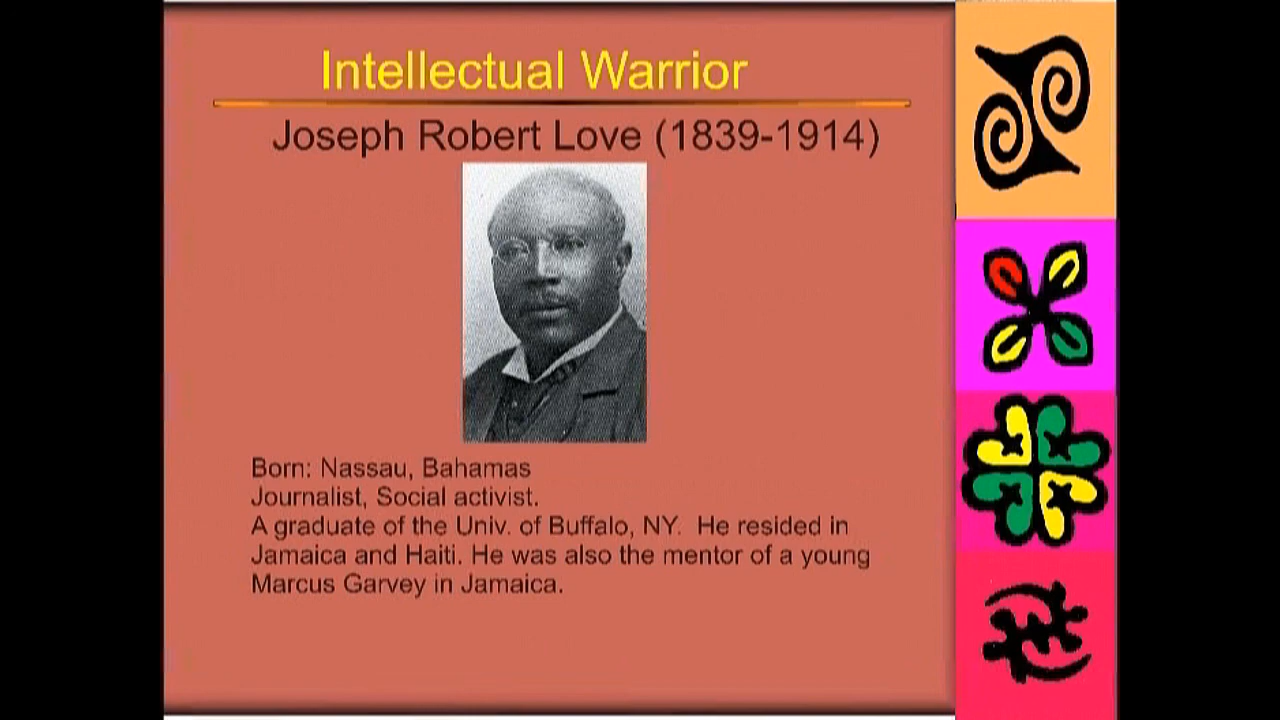 Intellectual Warrior
Joseph Robert Love (1839-1914)
Born: Nassau, Bahamas
Journalist, Social activist.
A graduate of the Univ. of Buffalo, NY.  He resided in
Jamaica and Haiti. He was also the mentor of a young
Marcus Garvey in Jamaica.